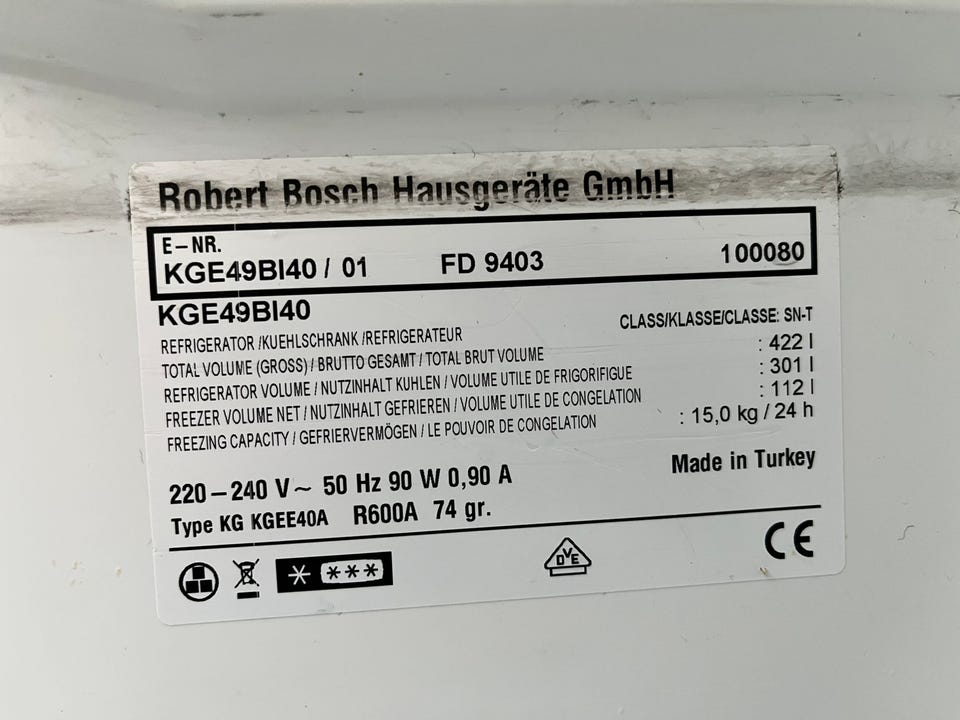 Robert Bosch Hausgeräte GmbH
E-NR.
KGE49BI40 / 01 FD 9403 100080
KGE49BI40
REFRIGERATOR /KUEHLSCHRANK /REFRIGERATEUR CLASS/KLASSE/CLASSE: SN-T
TOTAL VOLUME (GROSS) / BRUTTO GESAMT / TOTAL BRUT VOLUME : 422 l
REFRIGERATOR VOLUME / NUTZINHALT KUHLEN / VOLUME UTILE DE FRIGORIFIGUE : 301 l
FREEZER VOLUME NET / NUTZINHALT GEFRIEREN / VOLUME UTILE DE CONGELATION : 112 l
FREEZING CAPACITY / GEFRIERVERMÖGEN / LE POUVOIR DE CONGELATION : 15,0 kg / 24 h
220-240 V~ 50 Hz 90 W 0,90 A Made in Turkey
Type KG KGEE40A R600A 74 gr.
DVE CE